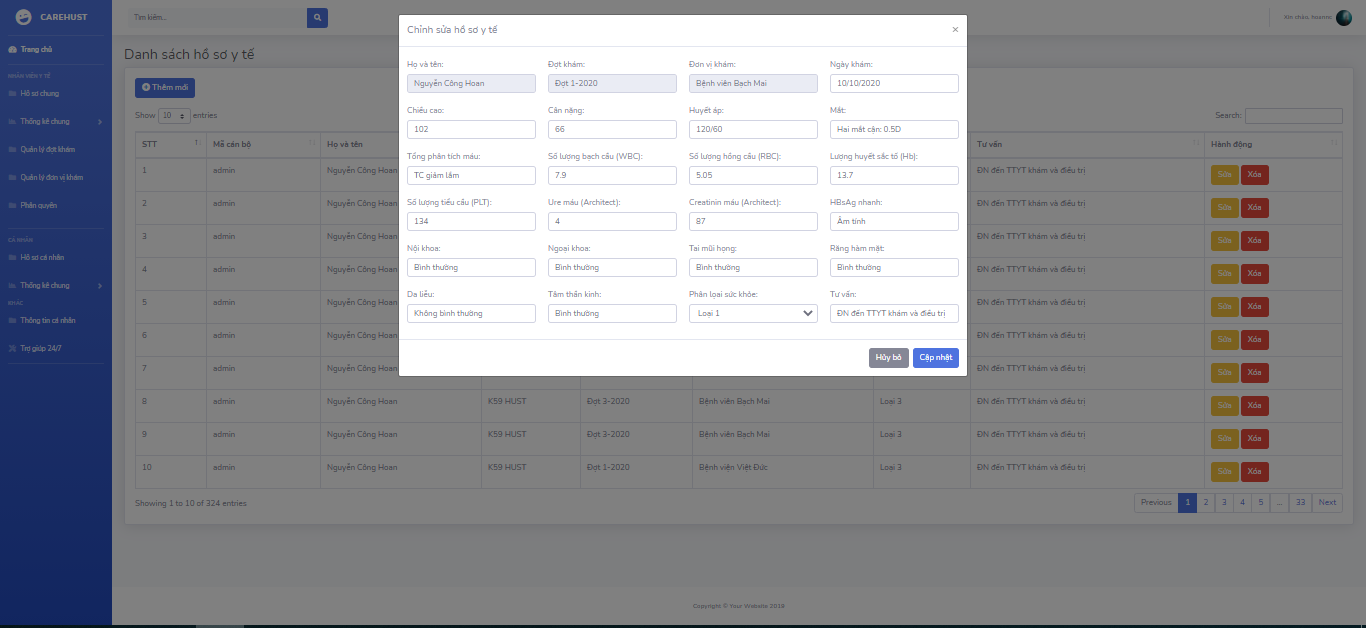 CAREHUST
Tìm kiếm...
Xin chào, hoannc
Trang chủ
NHÂN VIÊN Y TẾ
Hồ sơ chung
Thống kê chung
Quản lý đợt khám
Quản lý đơn vị khám
Phân quyền
CÁ NHÂN
Hồ sơ cá nhân
Thống kê chung
KHÁC
Thông tin cá nhân
Trợ giúp 24/7
Danh sách hồ sơ y tế
Thêm mới
Show 10 entries
Search:
STT Mã cán bộ Họ và tên Tư vấn Hành động
1 admin Nguyễn Công Hoan ĐN đến TTYT khám và điều trị Sửa Xóa
2 admin Nguyễn Công Hoan ĐN đến TTYT khám và điều trị Sửa Xóa
3 admin Nguyễn Công Hoan ĐN đến TTYT khám và điều trị Sửa Xóa
4 admin Nguyễn Công Hoan ĐN đến TTYT khám và điều trị Sửa Xóa
5 admin Nguyễn Công Hoan ĐN đến TTYT khám và điều trị Sửa Xóa
6 admin Nguyễn Công Hoan ĐN đến TTYT khám và điều trị Sửa Xóa
7 admin Nguyễn Công Hoan ĐN đến TTYT khám và điều trị Sửa Xóa
8 admin Nguyễn Công Hoan K59 HUST Đợt 3-2020 Bệnh viên Bạch Mai Loại 3 ĐN đến TTYT khám và điều trị Sửa Xóa
9 admin Nguyễn Công Hoan K59 HUST Đợt 3-2020 Bệnh viên Bạch Mai Loại 3 ĐN đến TTYT khám và điều trị Sửa Xóa
10 admin Nguyễn Công Hoan K59 HUST Đợt 1-2020 Bệnh viện Việt Đức Loại 3 ĐN đến TTYT khám và điều trị Sửa Xóa
Showing 1 to 10 of 324 entries
Previous 1 2 3 4 5 ... 33 Next
Copyright © Your Website 2019
Chỉnh sửa hồ sơ y tế ×
Họ và tên: Đợt khám: Đơn vị khám: Ngày khám:
Nguyễn Công Hoan Đợt 1-2020 Bệnh viên Bạch Mai 10/10/2020
Chiều cao: Cân nặng: Huyết áp: Mắt:
102 66 120/60 Hai mắt cận: 0.5D
Tổng phân tích máu: Số lượng bạch cầu (WBC): Số lượng hồng cầu (RBC): Lượng huyết sắc tố (Hb):
TC giảm lắm 7.9 5.05 13.7
Số lượng tiểu cầu (PLT): Ure máu (Architect): Creatinin máu (Architect): HBsAg nhanh:
134 4 87 Âm tính
Nội khoa: Ngoại khoa: Tai mũi họng: Răng hàm mặt:
Bình thường Bình thường Bình thường Bình thường
Da liễu: Tâm thần kinh: Phân loại sức khỏe: Tư vấn:
Không bình thường Bình thường Loại 1 ĐN đến TTYT khám và điều trị
Hủy bỏ Cập nhật